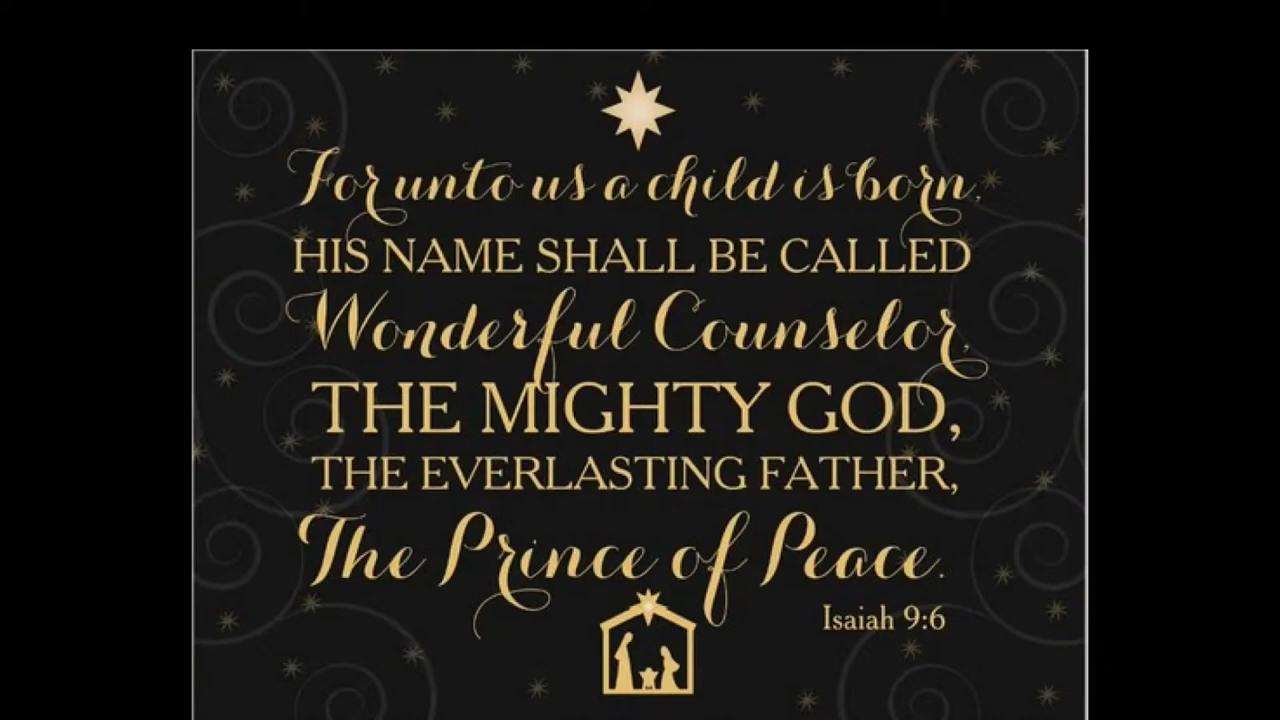 For unto us a child is born,
HIS NAME SHALL BE CALLED
Wonderful Counselor,
THE MIGHTY GOD,
THE EVERLASTING FATHER,
The Prince of Peace.
Isaiah 9:6